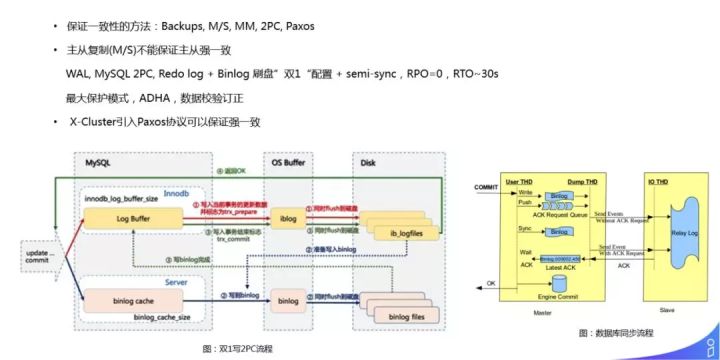 • 保证一致性的方法：Backups, M/S, MM, 2PC, Paxos
• 主从复制(M/S)不能保证主从强一致
WAL, MySQL 2PC, Redo log + Binlog 刷盘”双1“配置 + semi-sync，RPO=0，RTO~30s
最大保护模式，ADHA，数据校验订正
• X-Cluster引入Paxos协议可以保证强一致
MySQL
OS Buffer
Disk
④ 返回OK
Innodb
innodb_log_buffer_size
Log Buffer
① 写入当前事务的更新数据
并标志为trx_prepare
③写入事务结束标志
trx_commit
iblog
①同时flush到磁盘
③同时flush到磁盘
ib_logfiles
update ...
commit
③ 写binlog完成
②准备写入binlog
Server
binlog cache
binlog_cache_size
② 写到binlog
binlog
②同时flush到磁盘
binlog files
图：双1写2PC流程
User THD
Dump THD
IO THD
COMMIT
Write
Binlog
Push
ACK Request Queue
Send Events
Without ACK Request
Sync
Binlog
Relay Log
Send Event
With ACK Request
Wait
ACK
Binlog.000002.450
Latest ACK
ACK
OK
Engine Commit
Master
Slave
图：数据库同步流程